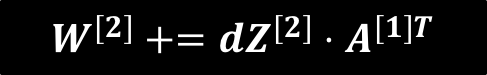 W^{[2]} += dZ^{[2]} · A^{[1]T}